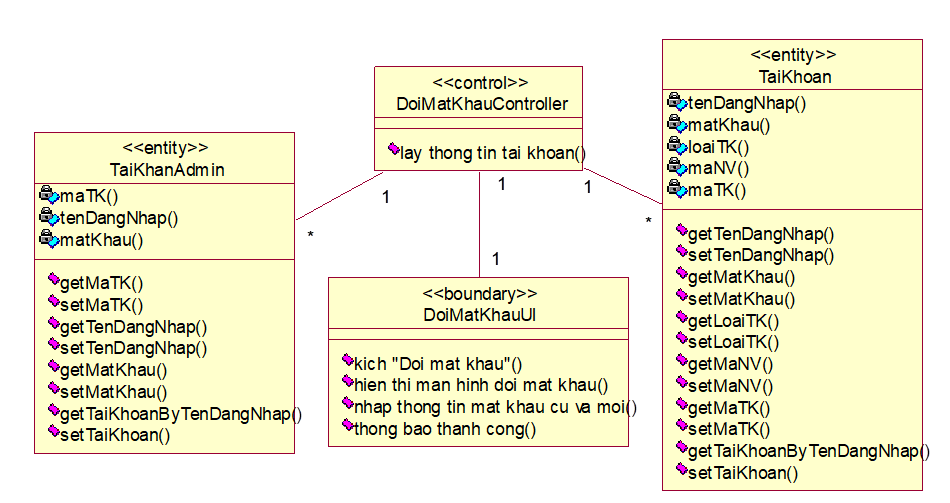 <<control>>
DoiMatKhauController
lay thong tin tai khoan()
<<entity>>
TaiKhanAdmin
maTK()
tenDangNhap()
matKhau()
getMaTK()
setMaTK()
getTenDangNhap()
setTenDangNhap()
getMatKhau()
setMatKhau()
getTaiKhoanByTenDangNhap()
setTaiKhoan()
<<entity>>
TaiKhoan
tenDangNhap()
matKhau()
loaiTK()
maNV()
maTK()
getTenDangNhap()
setTenDangNhap()
getMatKhau()
setMatKhau()
getLoaiTK()
setLoaiTK()
getMaNV()
setMaNV()
getMaTK()
setMaTK()
getTaiKhoanByTenDangNhap()
setTaiKhoan()
1
*
1
1
1
*
<<boundary>>
DoiMatKhauUI
kich "Doi mat khau"()
hien thi man hinh doi mat khau()
nhap thong tin mat khau cu va moi()
thong bao thanh cong()